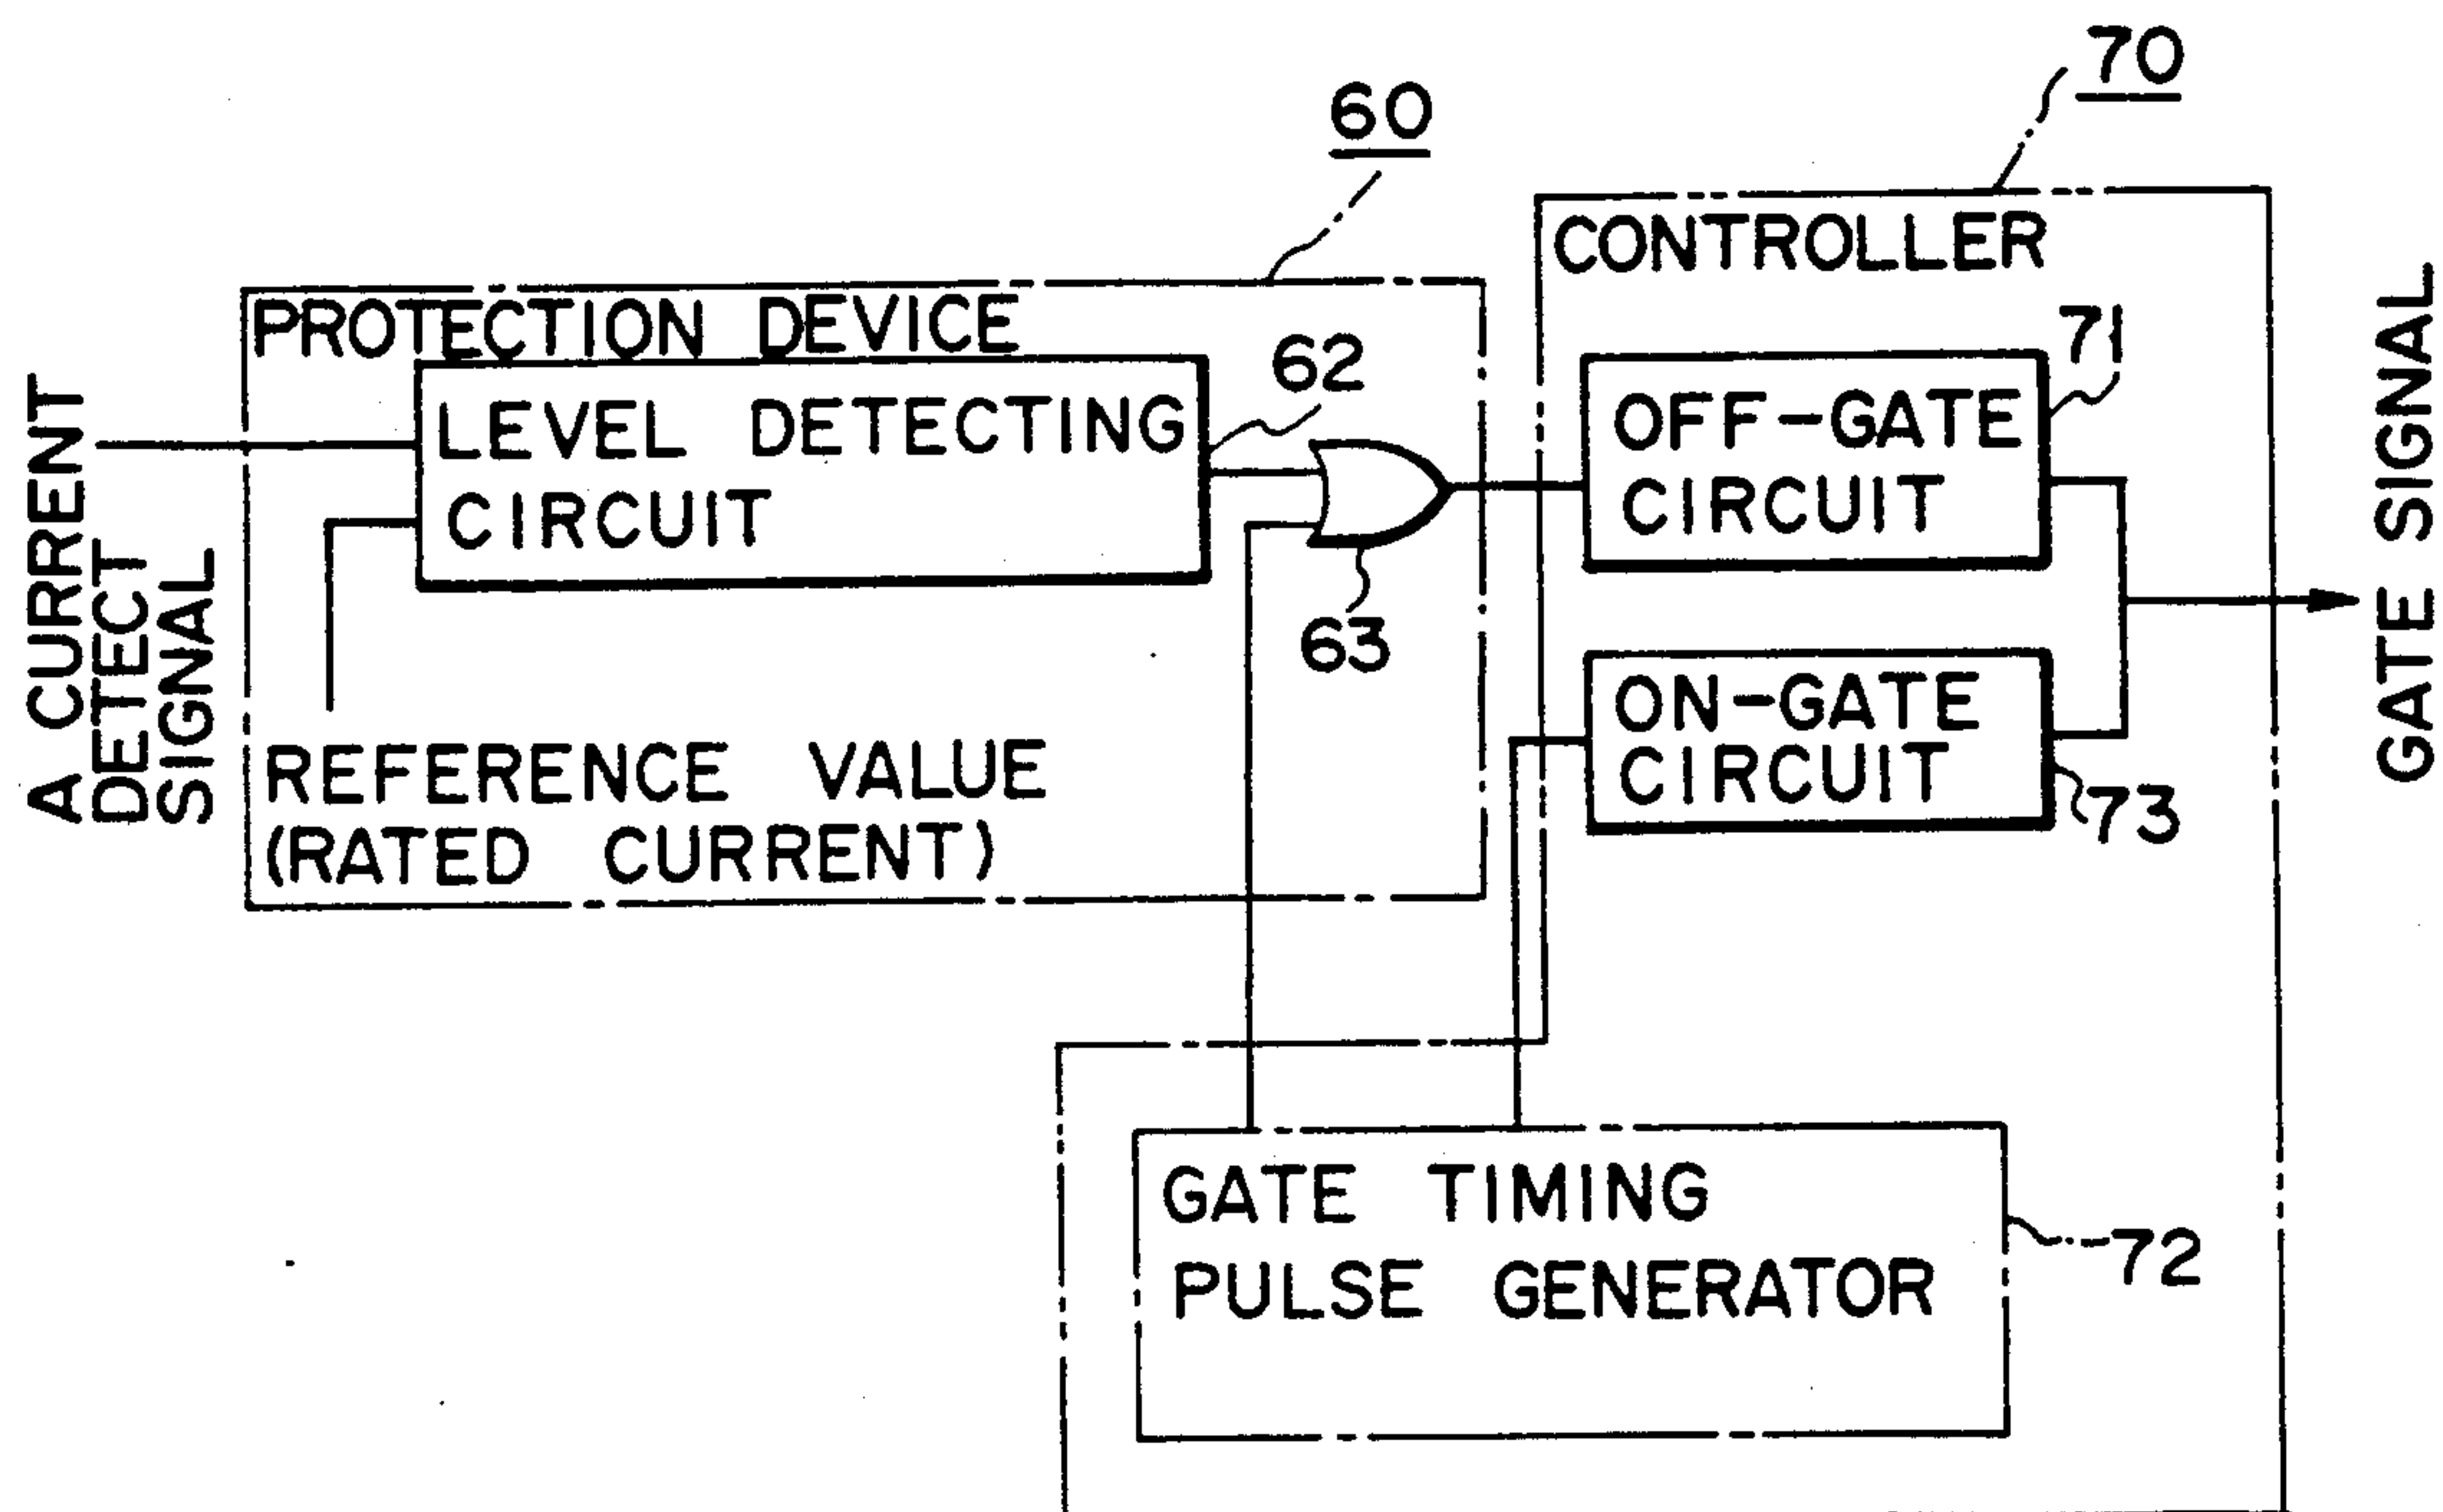 70
60
CONTROLLER
PROTECTION DEVICE
71
62
LEVEL DETECTING
CIRCUIT
OFF-GATE
CIRCUIT
A CURRENT
DETECT
SIGNAL
GATE SIGNAL
63
ON-GATE
CIRCUIT
73
REFERENCE VALUE
(RATED CURRENT)
GATE TIMING
PULSE GENERATOR
72